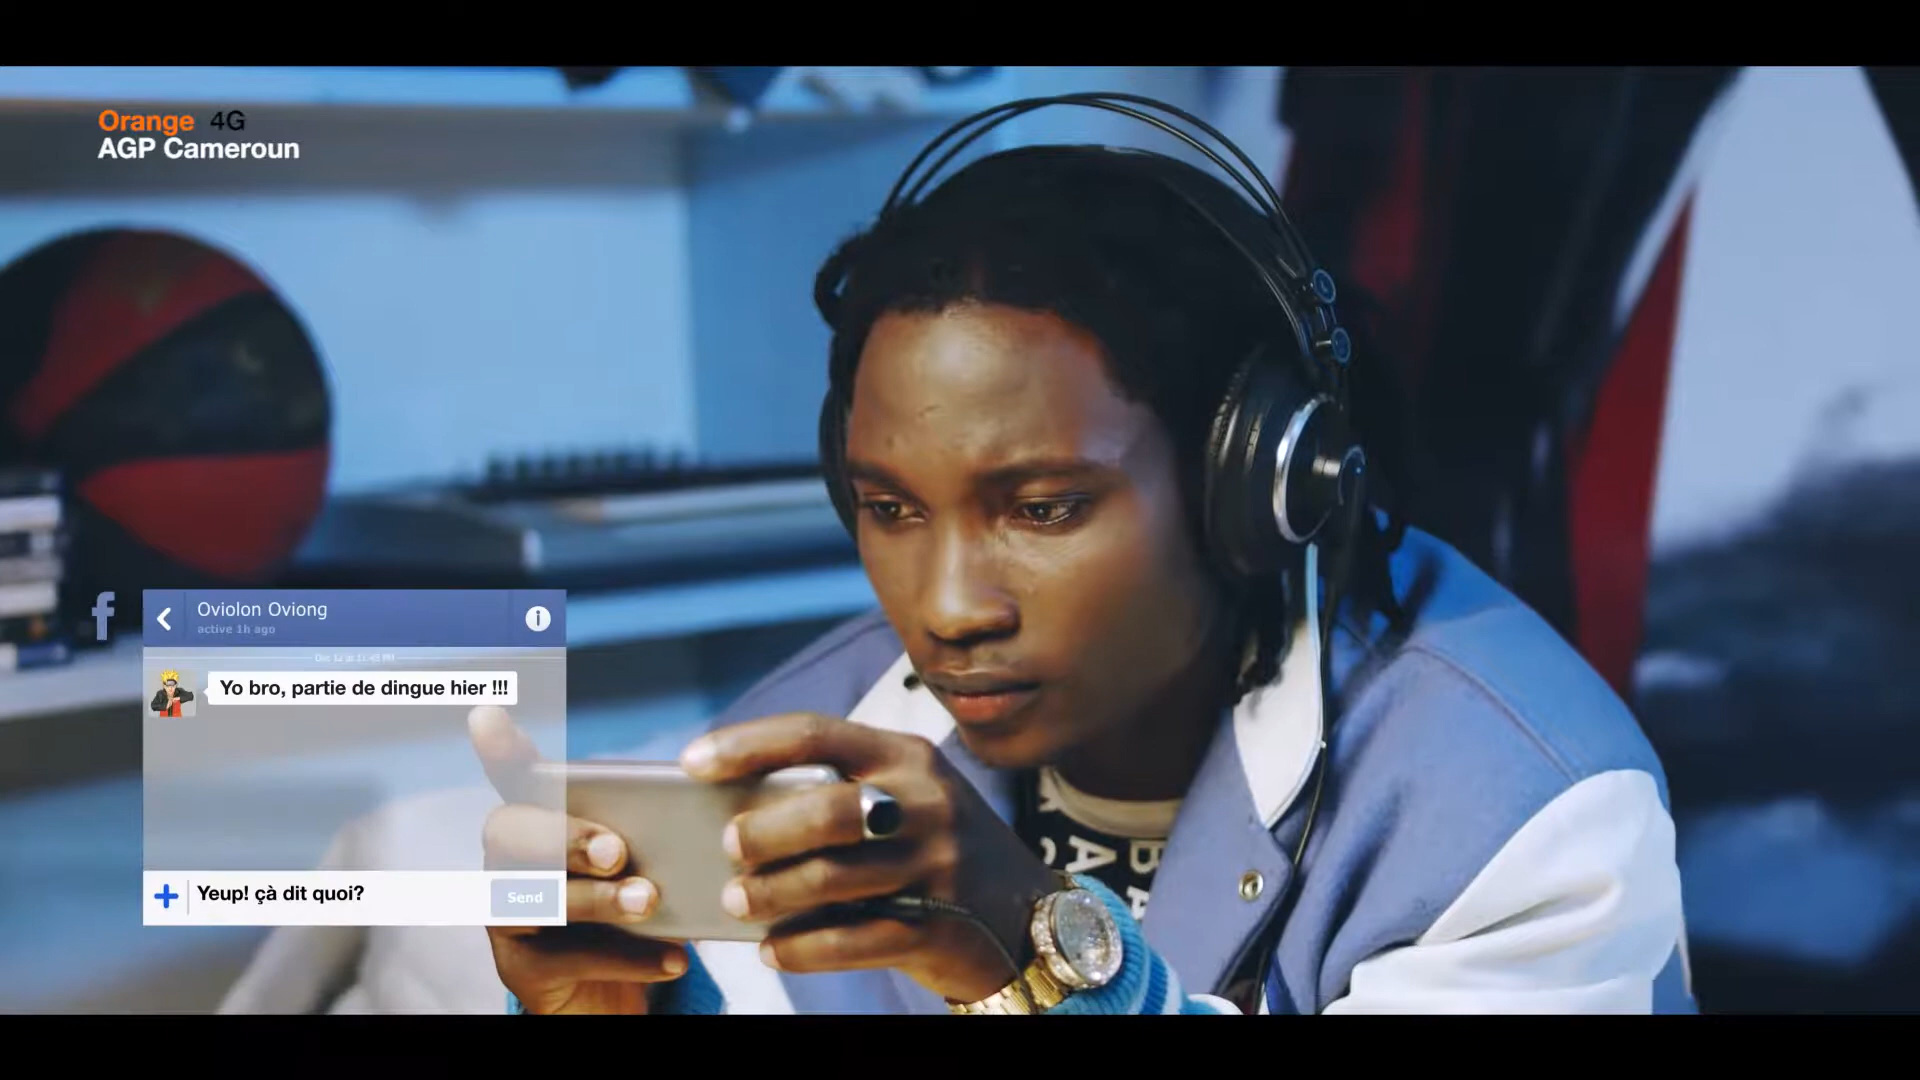 Orange 4G
AGP Cameroun
f
Oviolon Oviong
active 1h ago
i
Yo bro, partie de dingue hier !!!
Yeup! çà dit quoi?
Send